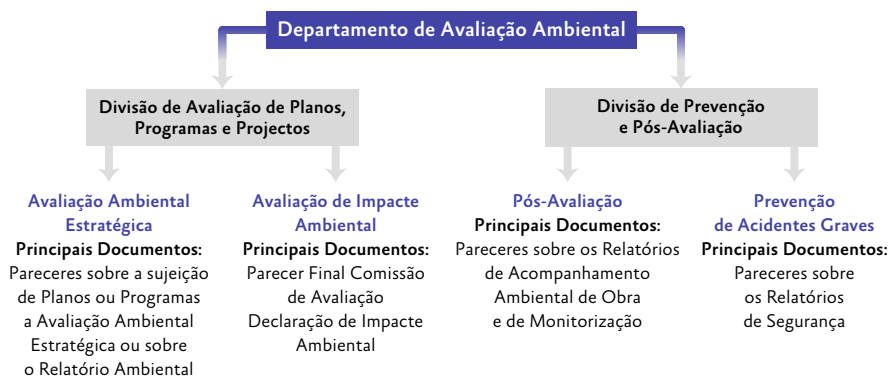 Departamento de Avaliação Ambiental
Divisão de Avaliação de Planos,
Programas e Projectos
Divisão de Prevenção
e Pós-Avaliação
Avaliação Ambiental
Estratégica
Principais Documentos:
Pareceres sobre a sujeição
de Planos ou Programas
a Avaliação Ambiental
Estratégica ou sobre
o Relatório Ambiental
Avaliação de Impacte
Ambiental
Principais Documentos:
Parecer Final Comissão
de Avaliação
Declaração de Impacte
Ambiental
Pós-Avaliação
Principais Documentos:
Pareceres sobre os Relatórios
de Acompanhamento
Ambiental de Obra
e de Monitorização
Prevenção
de Acidentes Graves
Principais Documentos:
Pareceres sobre
os Relatórios
de Segurança